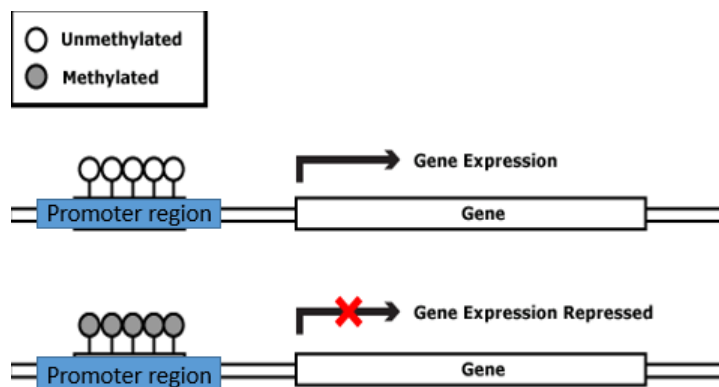 Unmethylated
Methylated
Gene Expression
Promoter region
Gene
Gene Expression Repressed
Promoter region
Gene